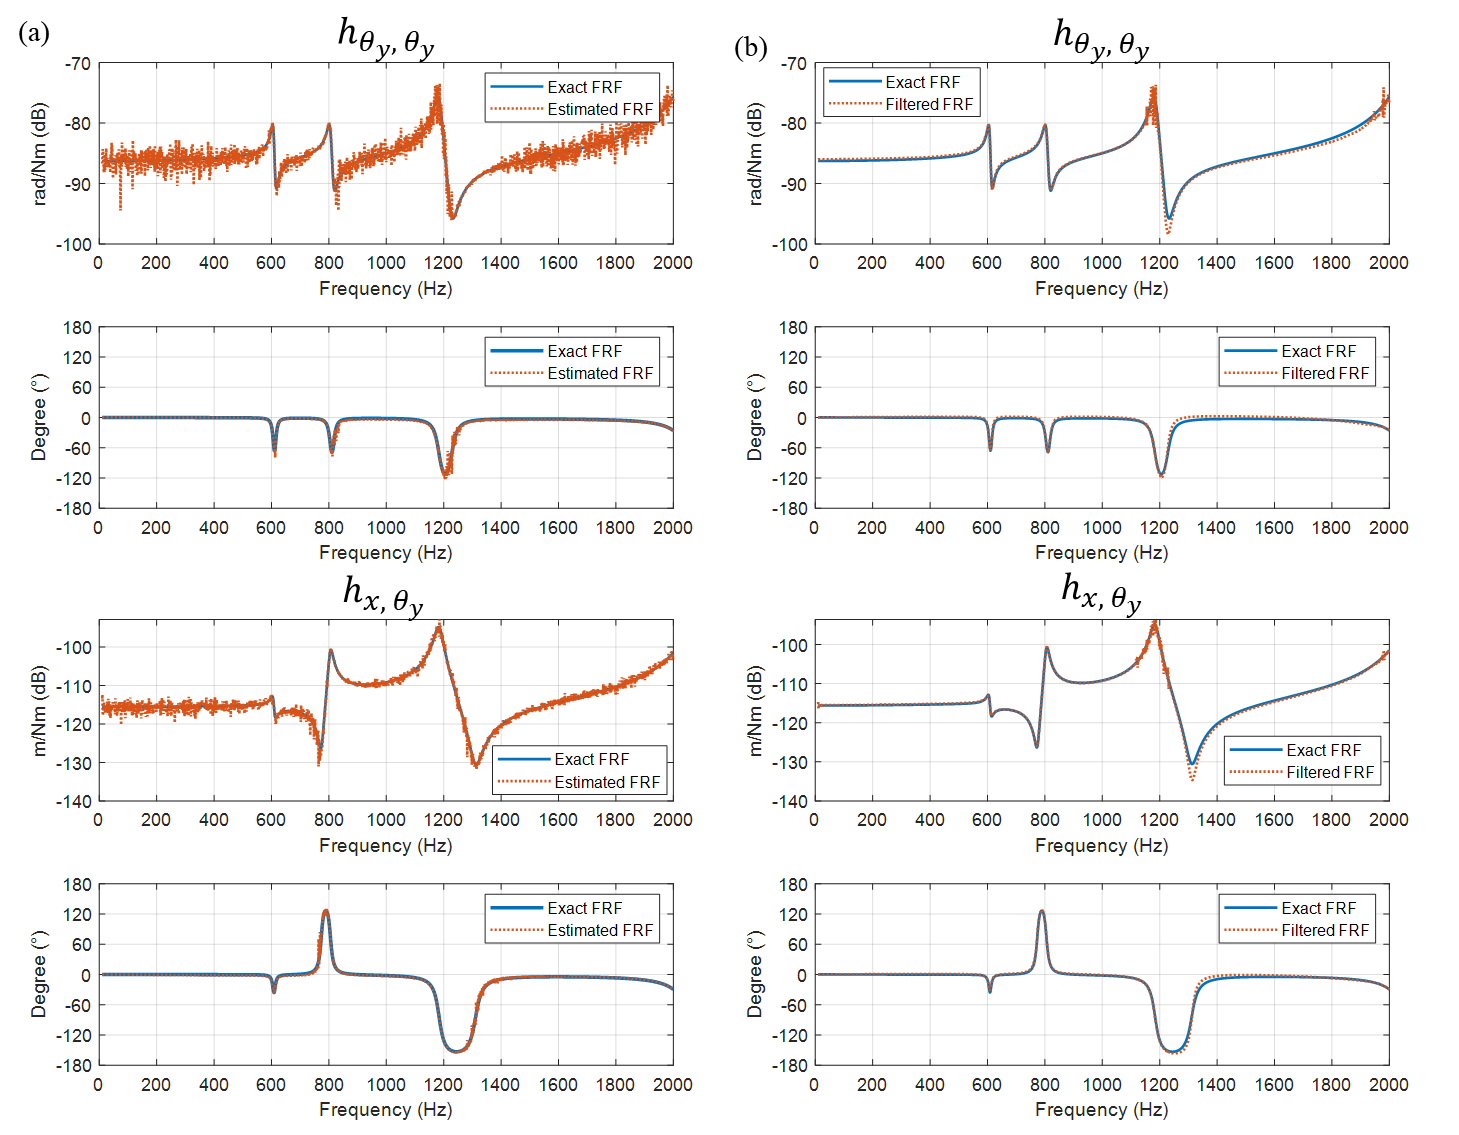 (a)
hθy, θy
-70
-80
-90
-100
rad/Nm (dB)
Exact FRF
Estimated FRF
0 200 400 600 800 1000 1200 1400 1600 1800 2000
Frequency (Hz)
180
120
60
0
-60
-120
-180
Degree (°)
Exact FRF
Estimated FRF
0 200 400 600 800 1000 1200 1400 1600 1800 2000
Frequency (Hz)
hx, θy
-100
-110
-120
-130
-140
m/Nm (dB)
Exact FRF
Estimated FRF
0 200 400 600 800 1000 1200 1400 1600 1800 2000
Frequency (Hz)
180
120
60
0
-60
-120
-180
Degree (°)
Exact FRF
Estimated FRF
0 200 400 600 800 1000 1200 1400 1600 1800 2000
Frequency (Hz)
(b)
hθy, θy
-70
-80
-90
-100
rad/Nm (dB)
Exact FRF
Filtered FRF
0 200 400 600 800 1000 1200 1400 1600 1800 2000
Frequency (Hz)
180
120
60
0
-60
-120
-180
Degree (°)
Exact FRF
Filtered FRF
0 200 400 600 800 1000 1200 1400 1600 1800 2000
Frequency (Hz)
hx, θy
-100
-110
-120
-130
-140
m/Nm (dB)
Exact FRF
Filtered FRF
0 200 400 600 800 1000 1200 1400 1600 1800 2000
Frequency (Hz)
180
120
60
0
-60
-120
-180
Degree (°)
Exact FRF
Filtered FRF
0 200 400 600 800 1000 1200 1400 1600 1800 2000
Frequency (Hz)